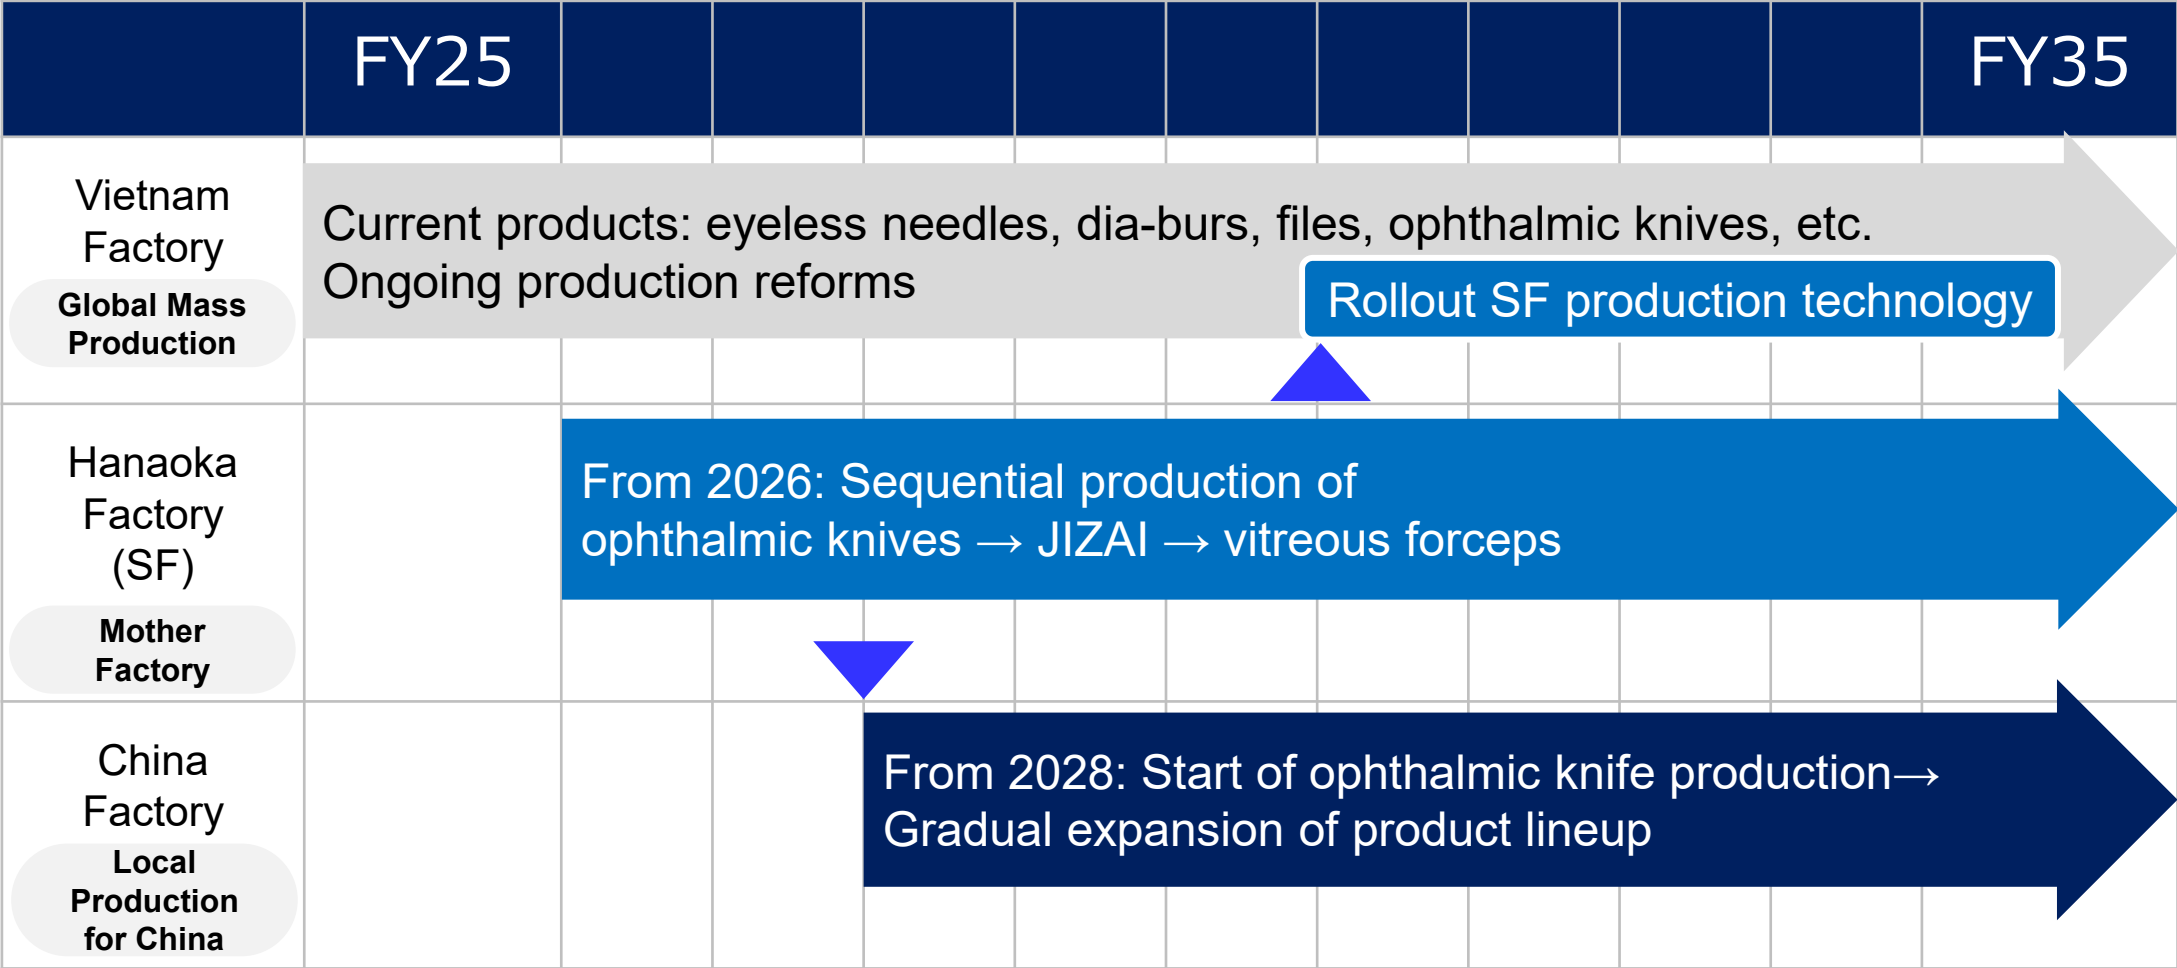 FY25
FY35
Vietnam
Factory
Global Mass
Production
Current products: eyeless needles, dia-burs, files, ophthalmic knives, etc.
Ongoing production reforms
Rollout SF production technology
Hanaoka
Factory
(SF)
Mother
Factory
From 2026: Sequential production of
ophthalmic knives → JIZAI → vitreous forceps
China
Factory
Local
Production
for China
From 2028: Start of ophthalmic knife production→
Gradual expansion of product lineup